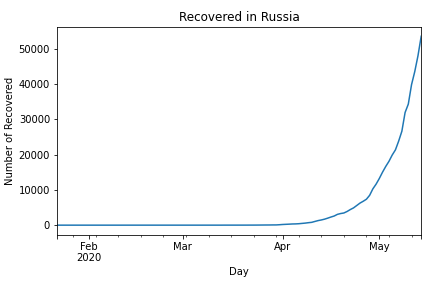 Recovered in Russia
Number of Recovered
50000
40000
30000
20000
10000
0
Feb
2020
Mar
Apr
May
Day